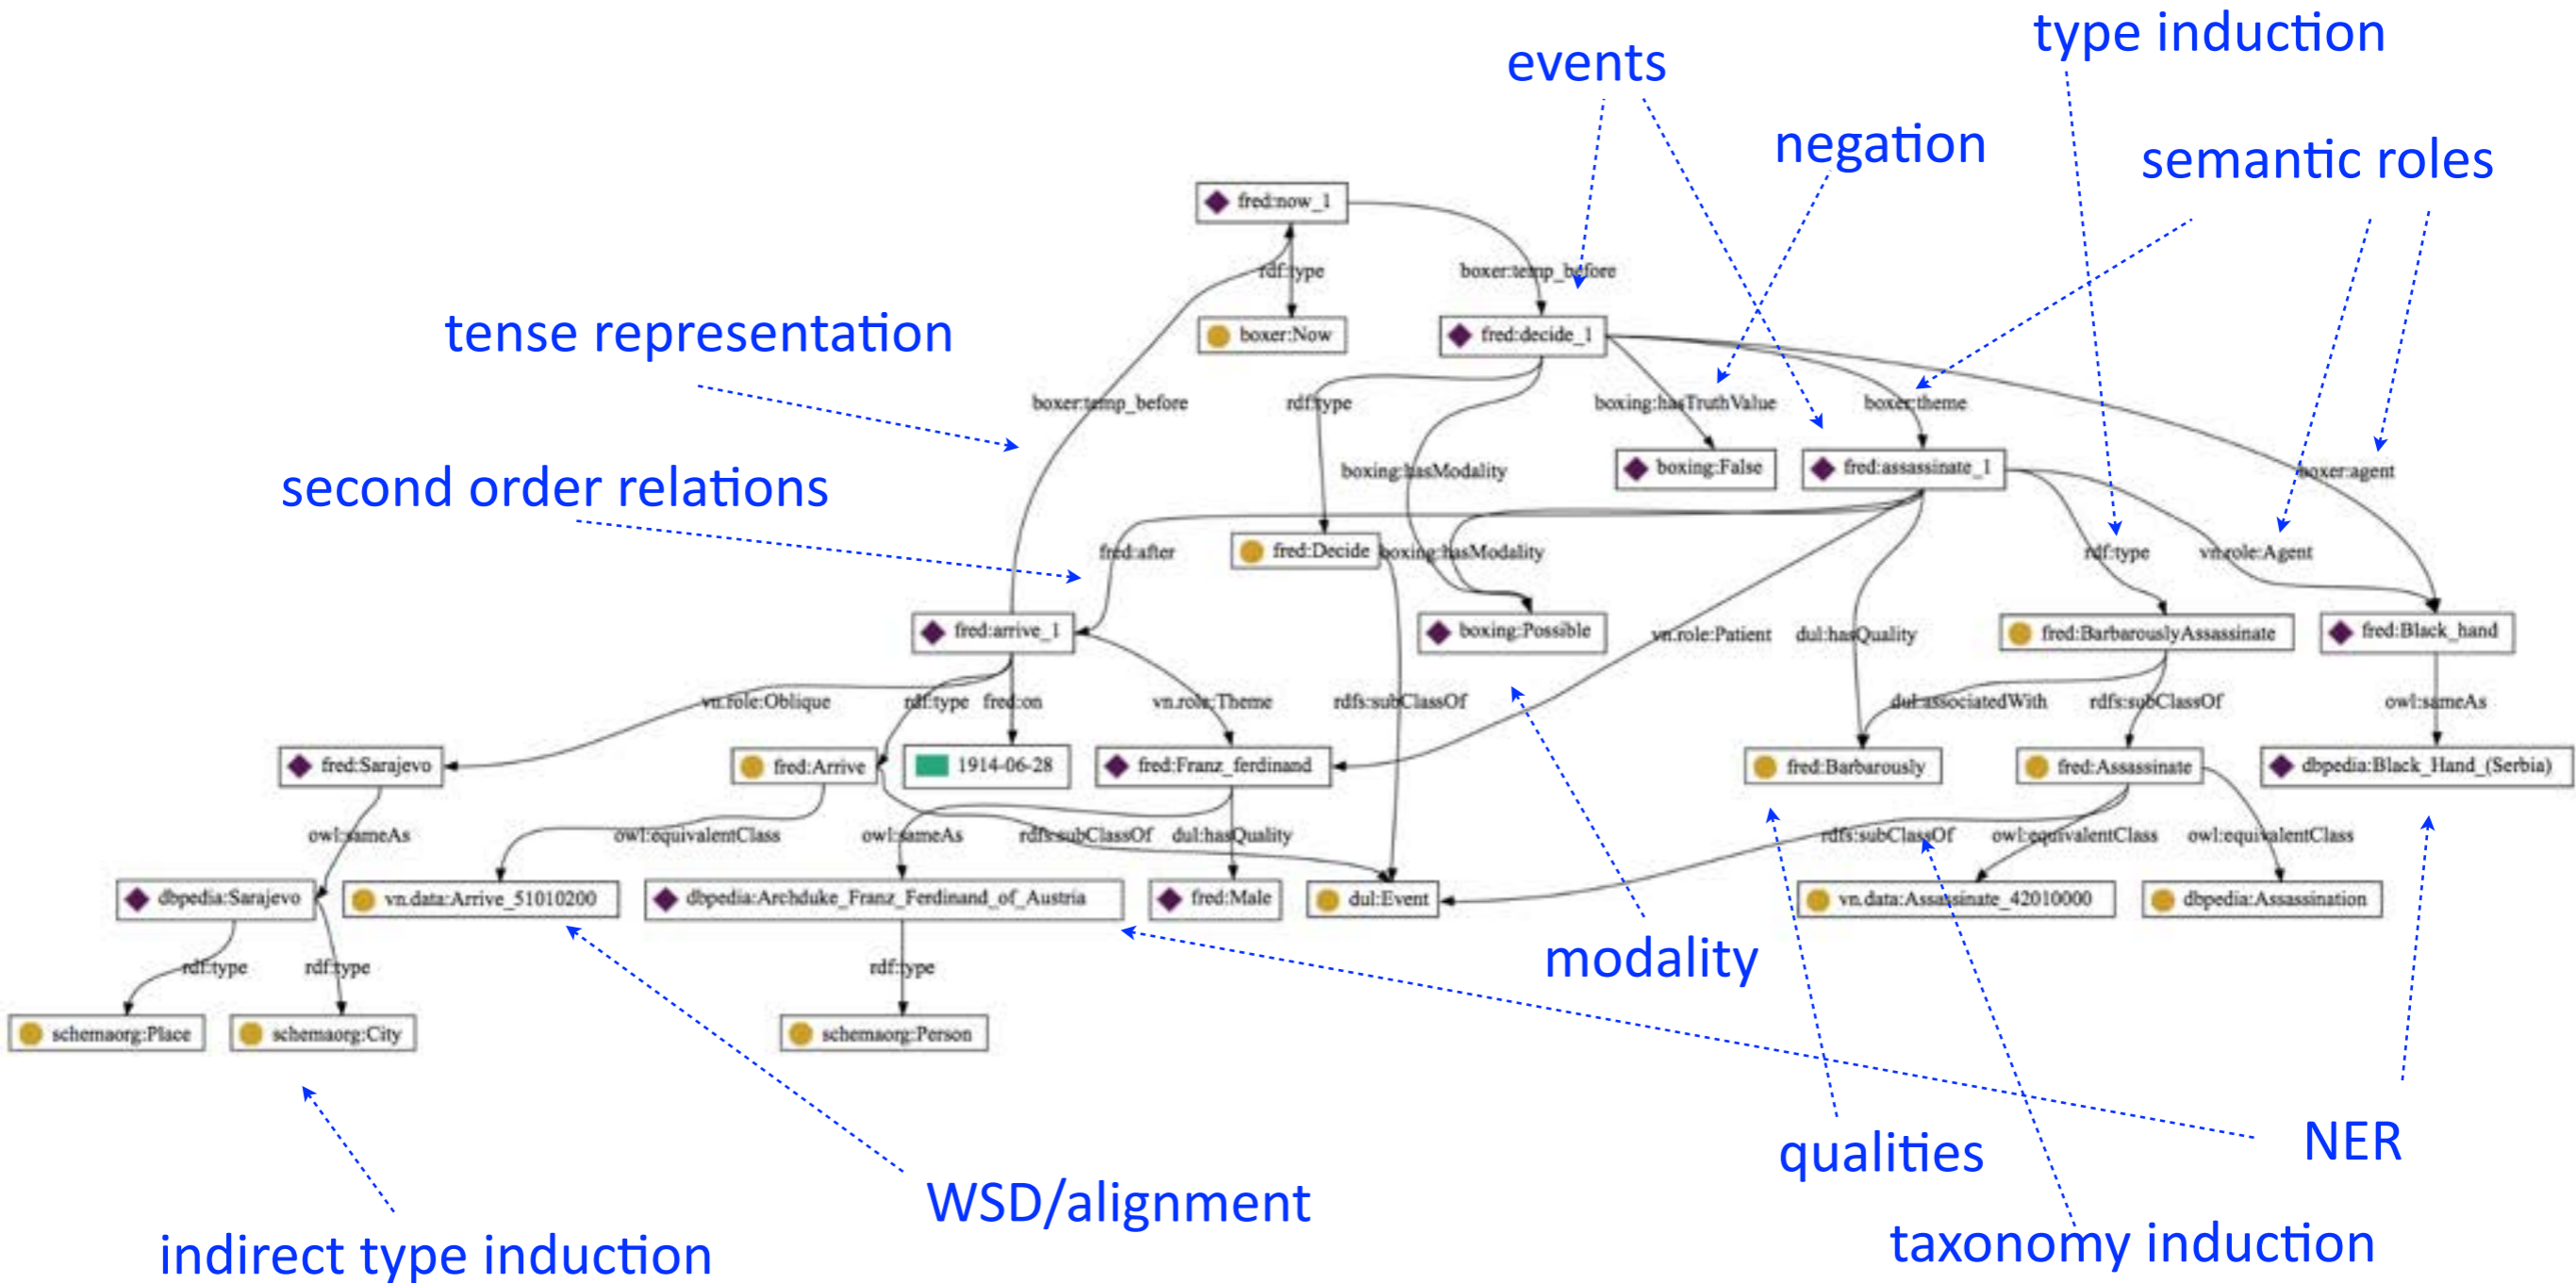 type induction
events
negation
semantic roles
fred:now_1
rdf:type
boxer:temp_before
tense representation
boxer:Now
fred:decide_1
boxer:temp_before
rdf:type
boxing:hasTruthValue
boxer:theme
second order relations
boxing:hasModality
boxing:False
fred:assassinate_1
boxer:agent
fred:after
fred:Decide
boxing:hasModality
rdf:type
vn.role:Agent
fred:arrive_1
boxing:Possible
vn.role:Patient
dul:hasQuality
fred:BarbarouslyAssassinate
fred:Black_hand
vn.role:Oblique
rdf:type
fred:on
vn.role:Theme
rdfs:subClassOf
dul:associatedWith
rdfs:subClassOf
owl:sameAs
fred:Sarajevo
fred:Arrive
1914-06-28
fred:Franz_ferdinand
fred:Barbarously
fred:Assassinate
dbpedia:Black_Hand_(Serbia)
owl:sameAs
owl:equivalentClass
owl:sameAs
rdfs:subClassOf
dul:hasQuality
rdfs:subClassOf
owl:equivalentClass
owl:equivalentClass
dbpedia:Sarajevo
vn.data:Arrive_51010200
dbpedia:Archduke_Franz_Ferdinand_of_Austria
fred:Male
dul:Event
vn.data:Assassinate_42010000
dbpedia:Assassination
modality
rdf:type
rdf:type
rdf:type
schemaorg:Place
schemaorg:City
schemaorg:Person
qualities
NER
WSD/alignment
indirect type induction
taxonomy induction